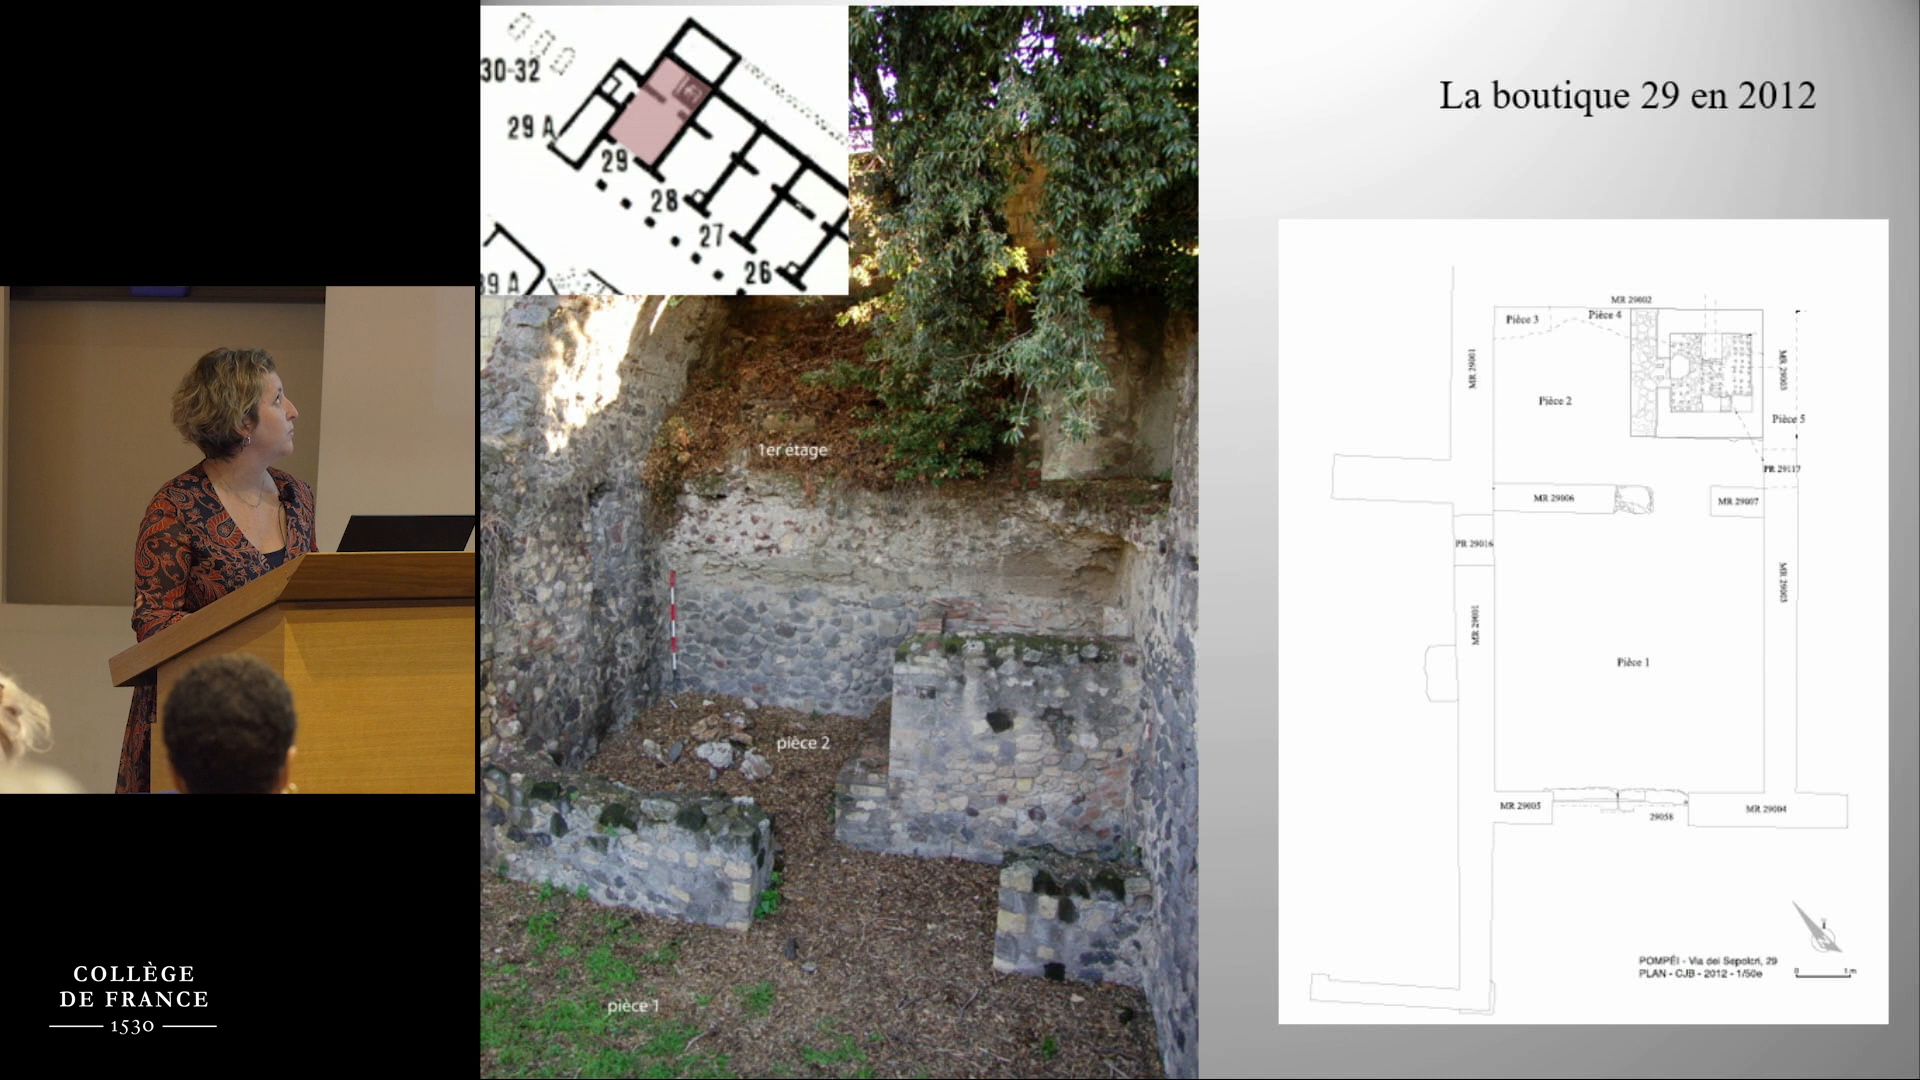 30-32
29 A
29
28
27
26
39 A
1er étage
pièce 2
pièce 1
La boutique 29 en 2012
MR 29002
Pièce 3
Pièce 4
MR 29001
MR 29003
Pièce 2
Pièce 5
PR 29117
MR 29006
MR 29007
PR 29016
MR 29003
MR 29001
Pièce 1
MR 29005
29058
MR 29004
POMPÉI - Via dei Sepolcri, 29
PLAN - CJB - 2012 - 1/50e
0 1 m
COLLÈGE
DE FRANCE
1530